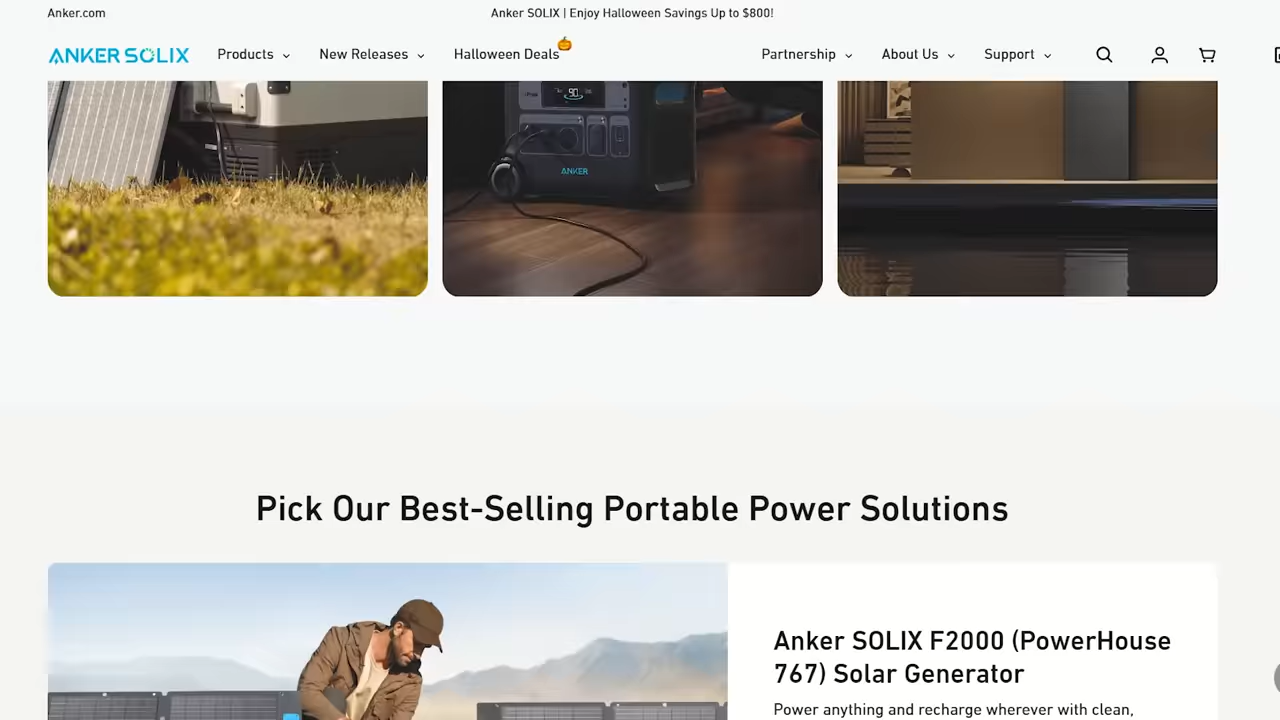 Anker.com
Anker SOLIX | Enjoy Halloween Savings Up to $800!
ANKER SOLIX
Products
New Releases
Halloween Deals
Partnership
About Us
Support
90
ANKER
Pick Our Best-Selling Portable Power Solutions
Anker SOLIX F2000 (PowerHouse
767) Solar Generator
Power anything and recharge wherever with clean,